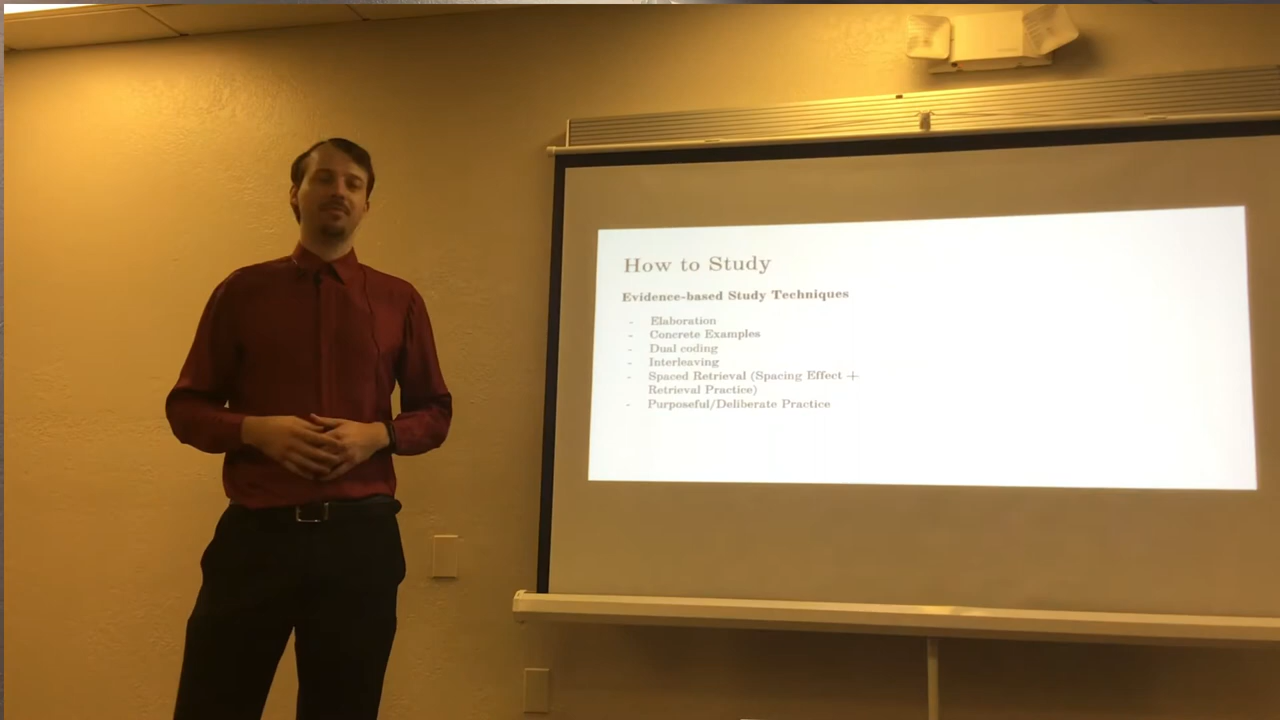 How to Study
Evidence-based Study Techniques
- Elaboration
- Concrete Examples
- Dual coding
- Interleaving
- Spaced Retrieval (Spacing Effect +
Retrieval Practice)
- Purposeful/Deliberate Practice